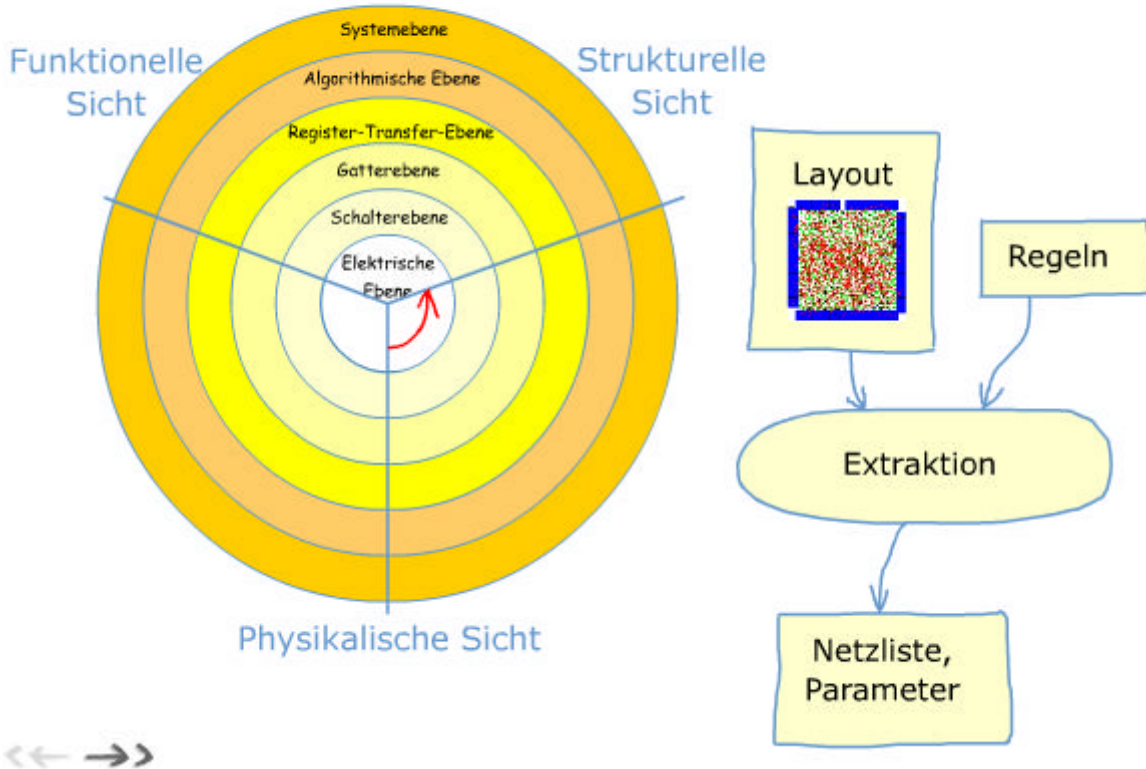 Funktionelle
Sicht
Systemebene
Algorithmische Ebene
Register-Transfer-Ebene
Gatterebene
Schalterebene
Elektrische
Ebene
Strukturelle
Sicht
Physikalische Sicht
Layout
Regeln
Extraktion
Netzliste,
Parameter